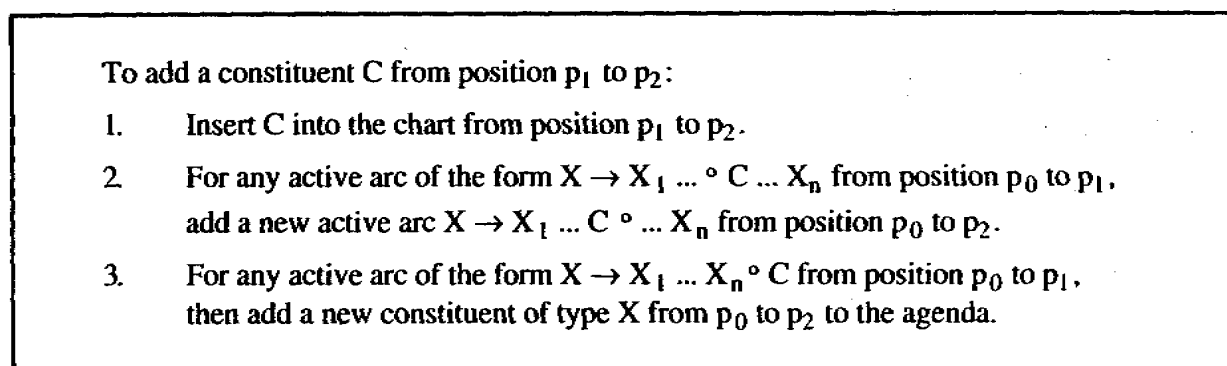 To add a constituent C from position p₁ to p₂:
1. Insert C into the chart from position p₁ to p₂.
2 For any active arc of the form X → X₁ ... ° C ... Xₙ from position p₀ to p₁,
add a new active arc X → X₁ ... C ° ... Xₙ from position p₀ to p₂.
3. For any active arc of the form X → X₁ ... Xₙ ° C from position p₀ to p₁,
then add a new constituent of type X from p₀ to p₂ to the agenda.